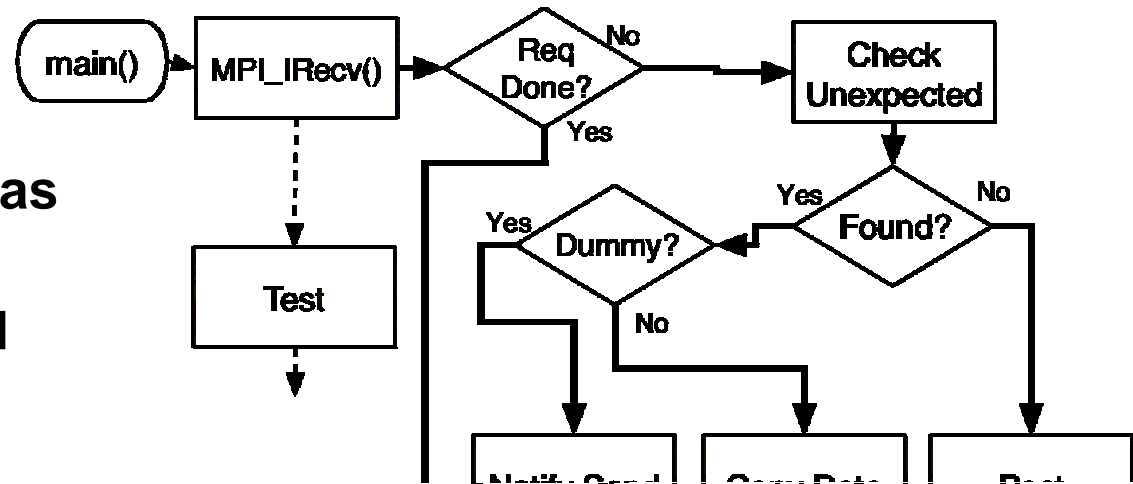 main()
MPI_IRecv()
Req
Done?
No
Yes
Check
Unexpected
as
Test
Yes
Dummy?
No
Yes
Found?
No